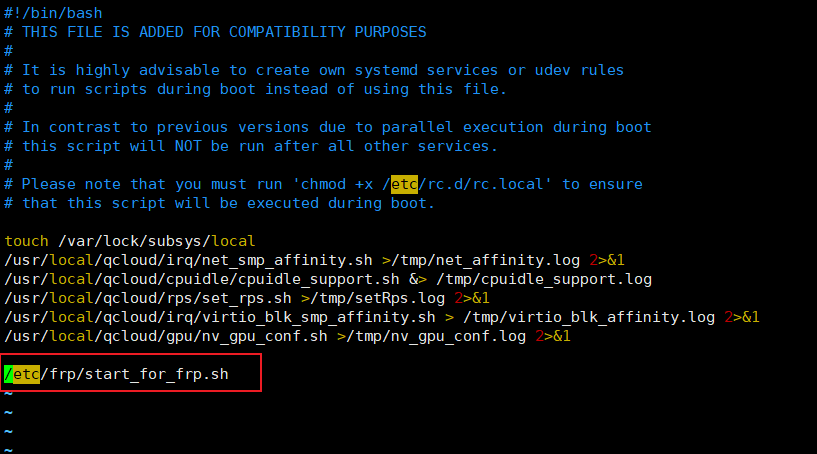 #!/bin/bash
# THIS FILE IS ADDED FOR COMPATIBILITY PURPOSES
#
# It is highly advisable to create own systemd services or udev rules
# to run scripts during boot instead of using this file.
#
# In contrast to previous versions due to parallel execution during boot
# this script will NOT be run after all other services.
#
# Please note that you must run 'chmod +x /etc/rc.d/rc.local' to ensure
# that this script will be executed during boot.
touch /var/lock/subsys/local
/usr/local/qcloud/irq/net_smp_affinity.sh >/tmp/net_affinity.log 2>&1
/usr/local/qcloud/cpuidle/cpuidle_support.sh &> /tmp/cpuidle_support.log
/usr/local/qcloud/rps/set_rps.sh >/tmp/setRps.log 2>&1
/usr/local/qcloud/irq/virtio_blk_smp_affinity.sh > /tmp/virtio_blk_affinity.log 2>&1
/usr/local/qcloud/gpu/nv_gpu_conf.sh >/tmp/nv_gpu_conf.log 2>&1
/etc/frp/start_for_frp.sh
~
~
~
~